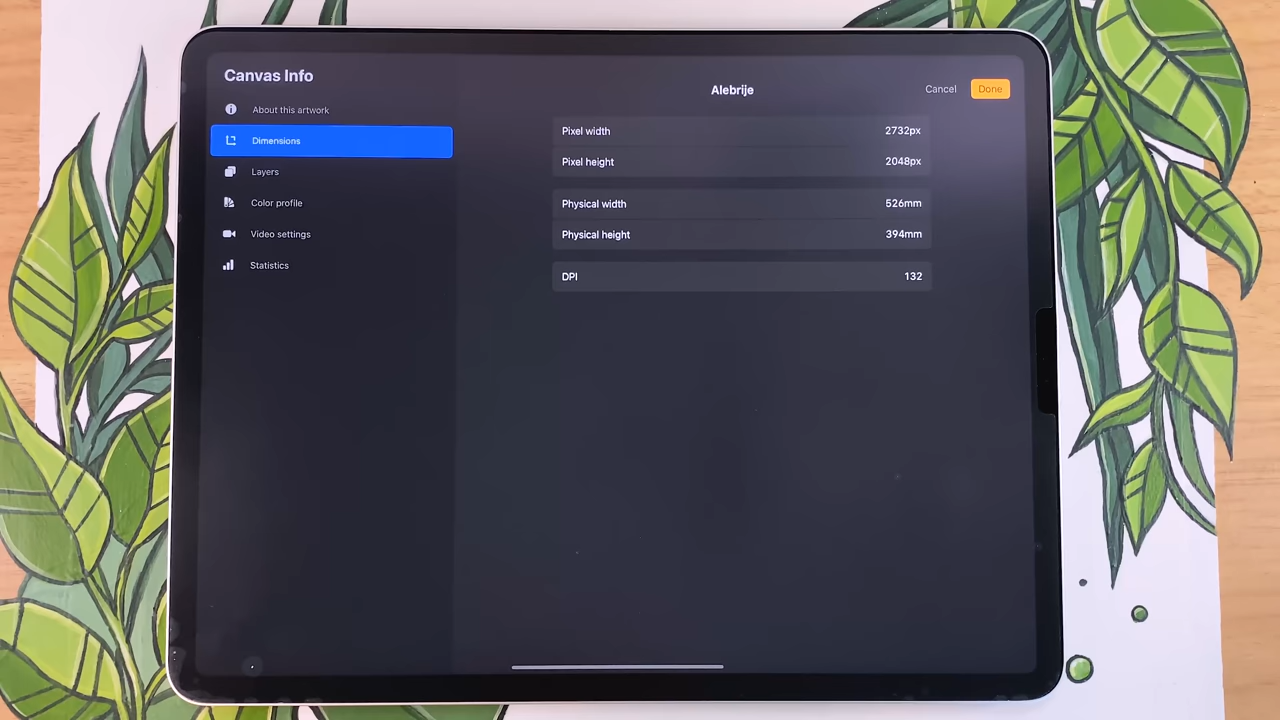 Canvas Info
About this artwork
Dimensions
Layers
Color profile
Video settings
Statistics
Alebrije
Cancel
Done
Pixel width 2732px
Pixel height 2048px
Physical width 526mm
Physical height 394mm
DPI 132